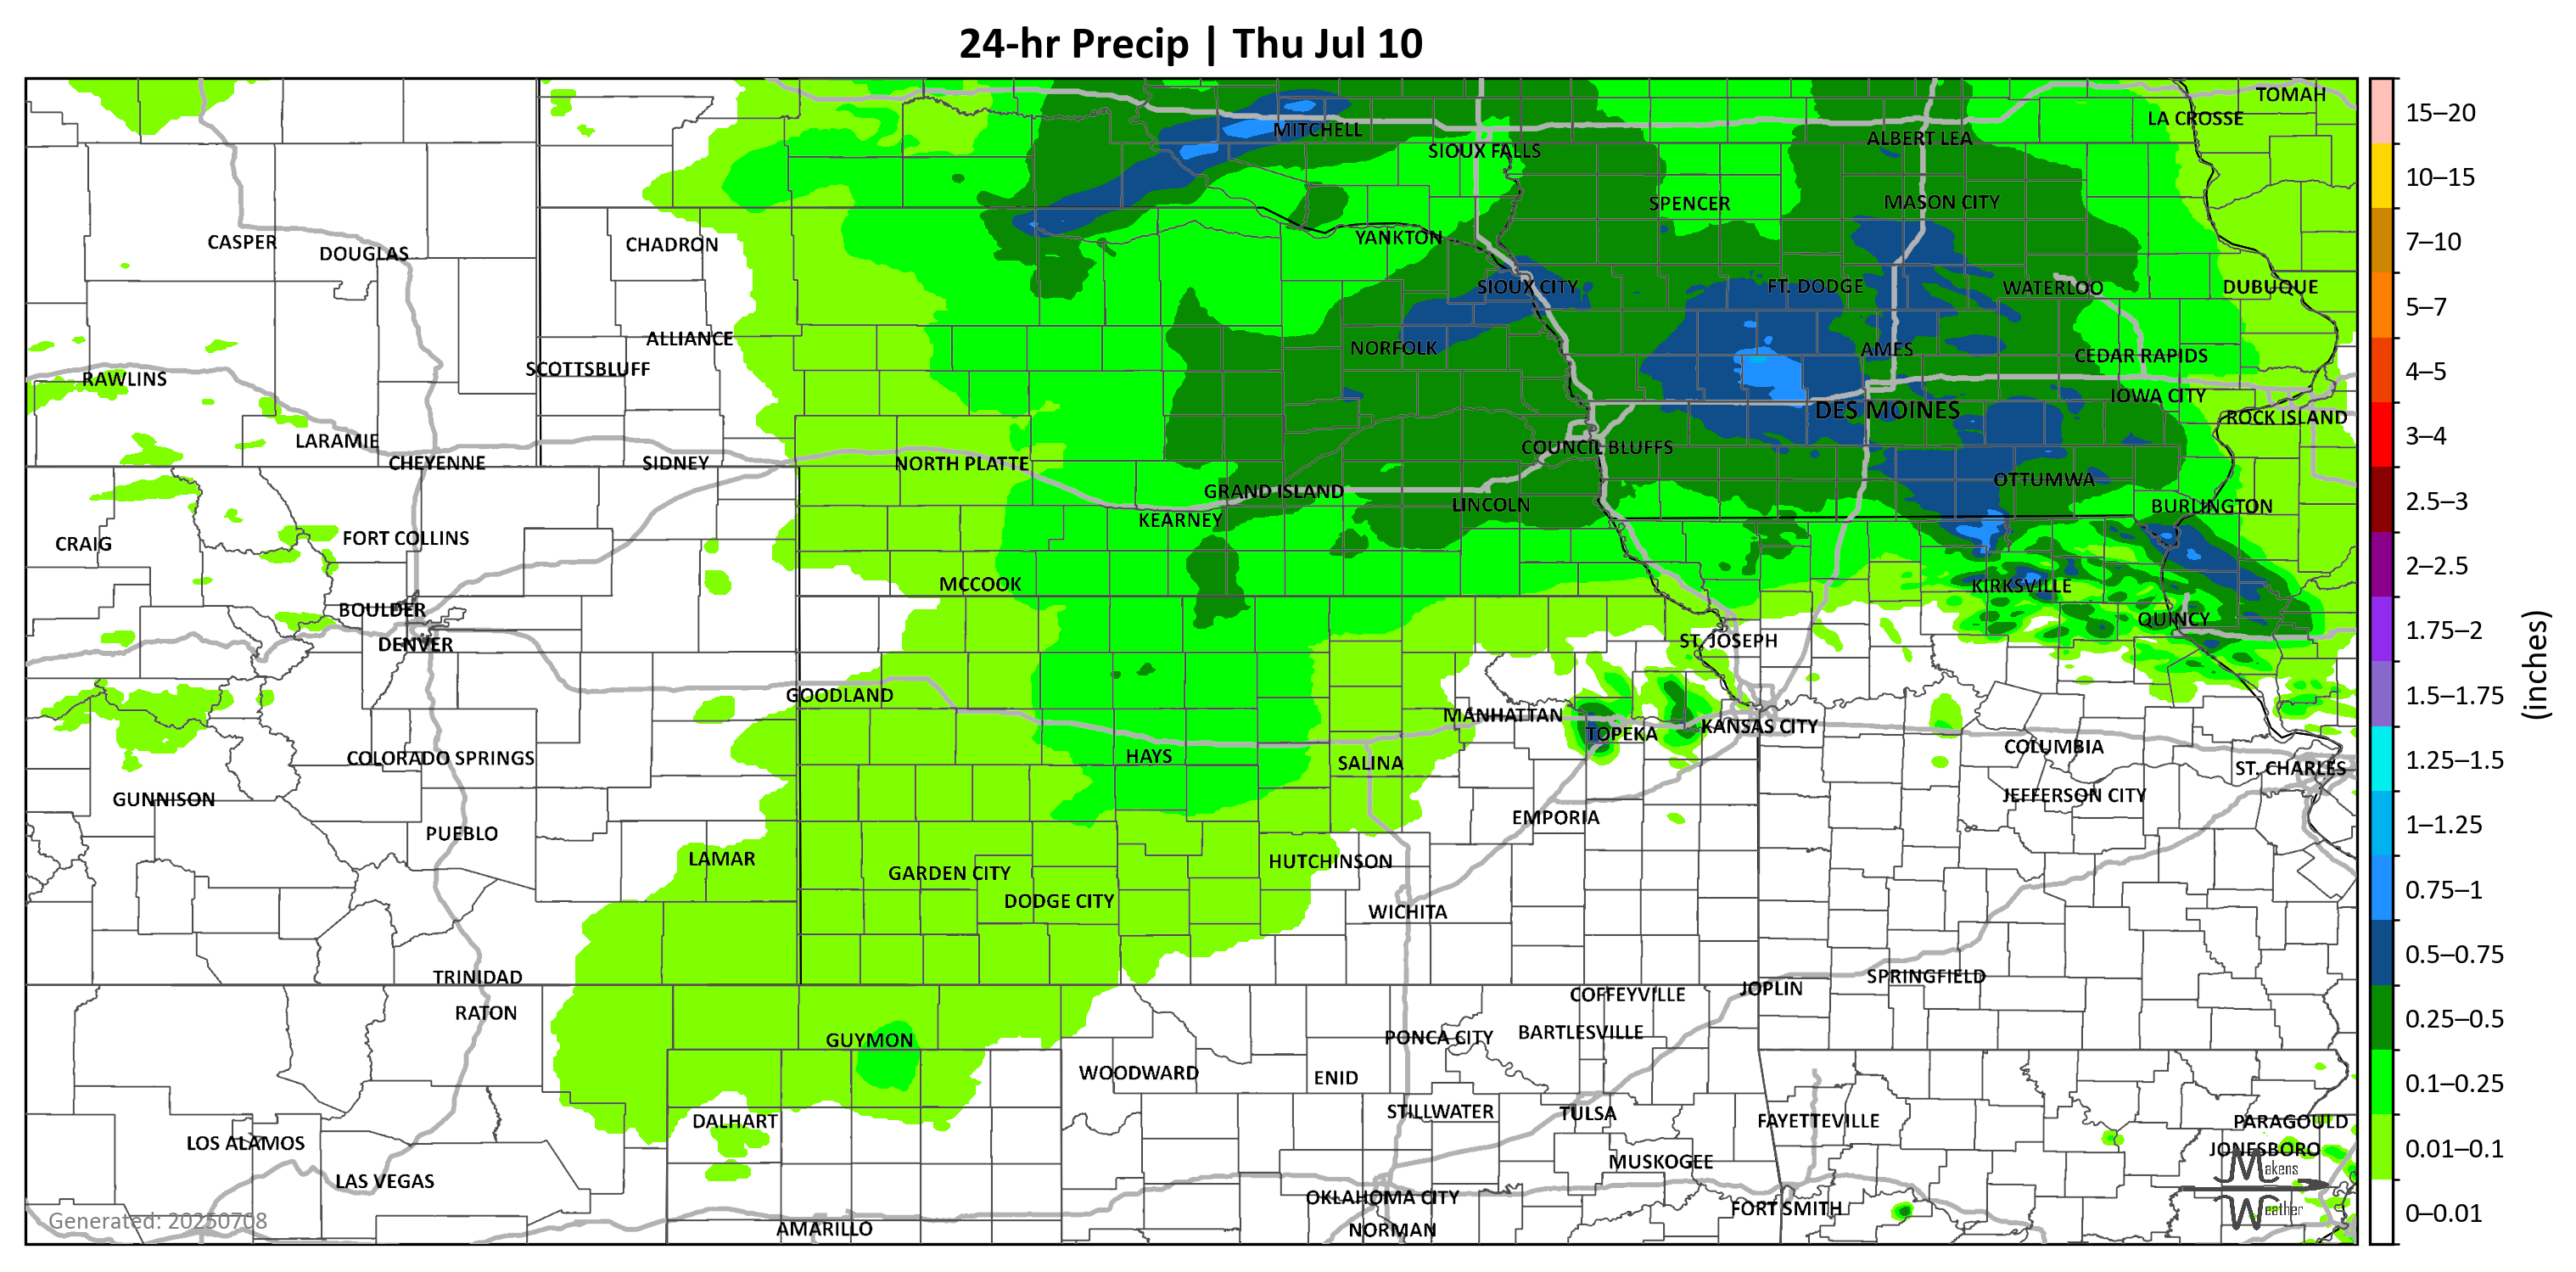 24-hr Precip | Thu Jul 10
TOMAH
LA CROSSE
MITCHELL
ALBERT LEA
SIOUX FALLS
SPENCER
MASON CITY
CASPER
DOUGLAS
CHADRON
YANKTON
SIOUX CITY
FT. DODGE
WATERLOO
DUBUQUE
ALLIANCE
NORFOLK
AMES
CEDAR RAPIDS
SCOTTSBLUFF
RAWLINS
IOWA CITY
DES MOINES
ROCK ISLAND
LARAMIE
COUNCIL BLUFFS
CHEYENNE
SIDNEY
NORTH PLATTE
OTTUMWA
GRAND ISLAND
LINCOLN
BURLINGTON
KEARNEY
CRAIG
FORT COLLINS
MCCOOK
KIRKSVILLE
BOULDER
QUINCY
DENVER
ST. JOSEPH
GOODLAND
MANHATTAN
TOPEKA
KANSAS CITY
COLUMBIA
COLORADO SPRINGS
HAYS
SALINA
ST. CHARLES
GUNNISON
JEFFERSON CITY
EMPORIA
PUEBLO
LAMAR
HUTCHINSON
GARDEN CITY
DODGE CITY
WICHITA
TRINIDAD
SPRINGFIELD
JOPLIN
COFFEYVILLE
RATON
GUYMON
PONCA CITY
BARTLESVILLE
WOODWARD
ENID
DALHART
STILLWATER
TULSA
FAYETTEVILLE
PARAGOULD
LOS ALAMOS
JONESBORO
MUSKOGEE
LAS VEGAS
OKLAHOMA CITY
FORT SMITH
AMARILLO
NORMAN
Makens
Weather
Generated: 20250708
15–20
10–15
7–10
5–7
4–5
3–4
2.5–3
2–2.5
1.75–2
1.5–1.75
1.25–1.5
1–1.25
0.75–1
0.5–0.75
0.25–0.5
0.1–0.25
0.01–0.1
0–0.01
(inches)